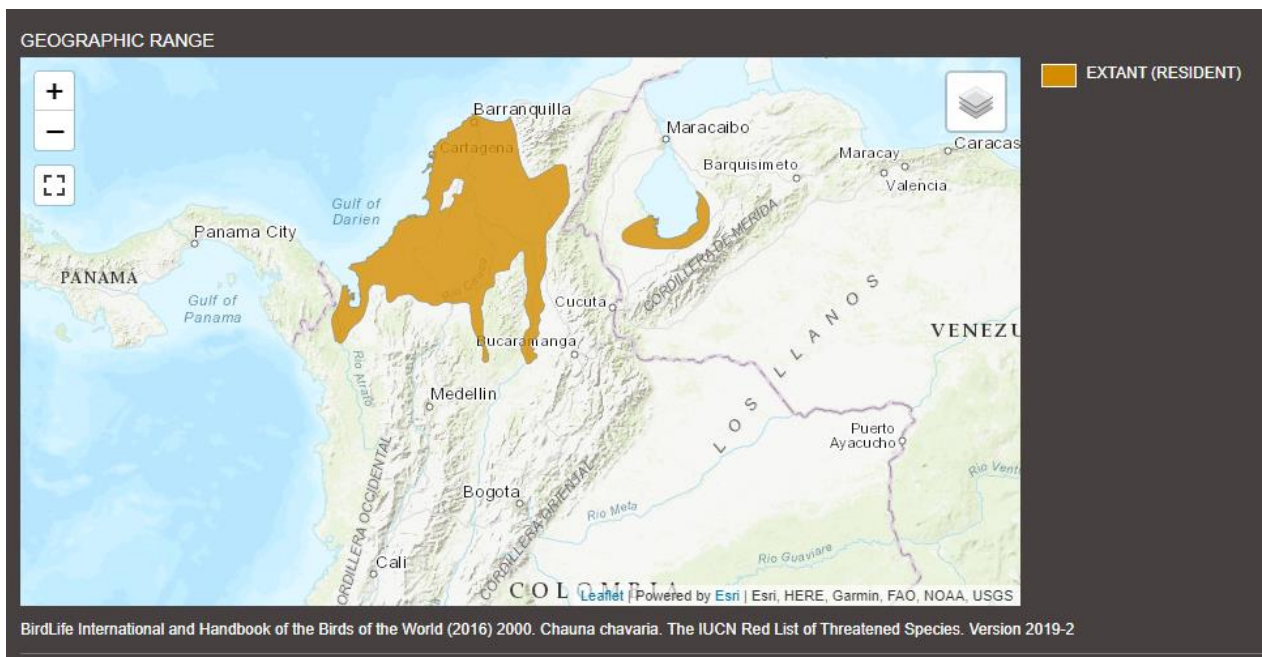 GEOGRAPHIC RANGE
EXTANT (RESIDENT)
+
−
Barranquilla
Cartagena
Maracaibo
Caracas
Barquisimeto
Maracay
Valencia
Gulf of
Darien
Panama City
PANAMÁ
Gulf of
Panama
CORDILLERA DE MERIDA
Rio Cauca
Cucuta
Bucaramanga
VENEZU
LOS LLANOS
Rio Atrato
Medellin
Puerto
Ayacucho
Rio Vent
CORDILLERA OCCIDENTAL
Bogota
CORDILLERA ORIENTAL
Rio Meta
Rio Guaviare
Cali
COLOMBIA
Leaflet | Powered by Esri | Esri, HERE, Garmin, FAO, NOAA, USGS
BirdLife International and Handbook of the Birds of the World (2016) 2000. Chauna chavaria. The IUCN Red List of Threatened Species. Version 2019-2